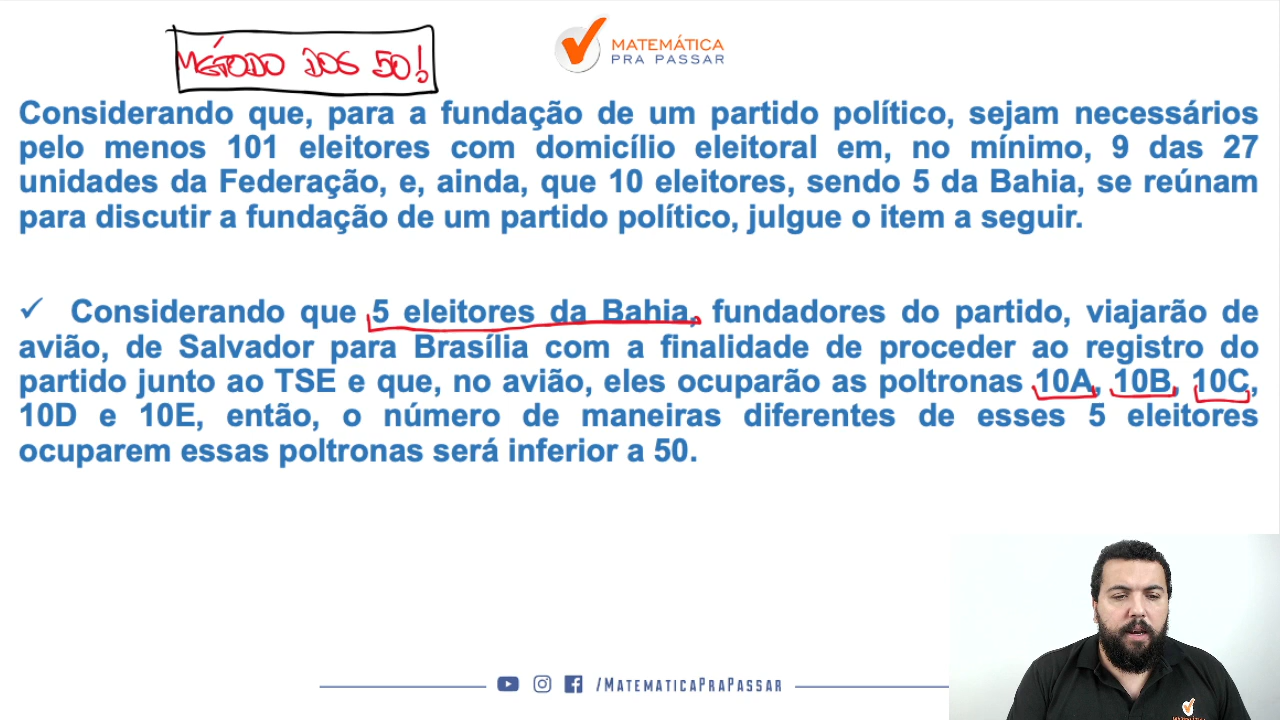 MÉTODO DOS 50!
MATEMÁTICA
PRA PASSAR
Considerando que, para a fundação de um partido político, sejam necessários
pelo menos 101 eleitores com domicílio eleitoral em, no mínimo, 9 das 27
unidades da Federação, e, ainda, que 10 eleitores, sendo 5 da Bahia, se reúnam
para discutir a fundação de um partido político, julgue o item a seguir.
✓ Considerando que 5 eleitores da Bahia, fundadores do partido, viajarão de
avião, de Salvador para Brasília com a finalidade de proceder ao registro do
partido junto ao TSE e que, no avião, eles ocuparão as poltronas 10A, 10B, 10C,
10D e 10E, então, o número de maneiras diferentes de esses 5 eleitores
ocuparem essas poltronas será inferior a 50.
/MATEMATICAPRAPASSAR